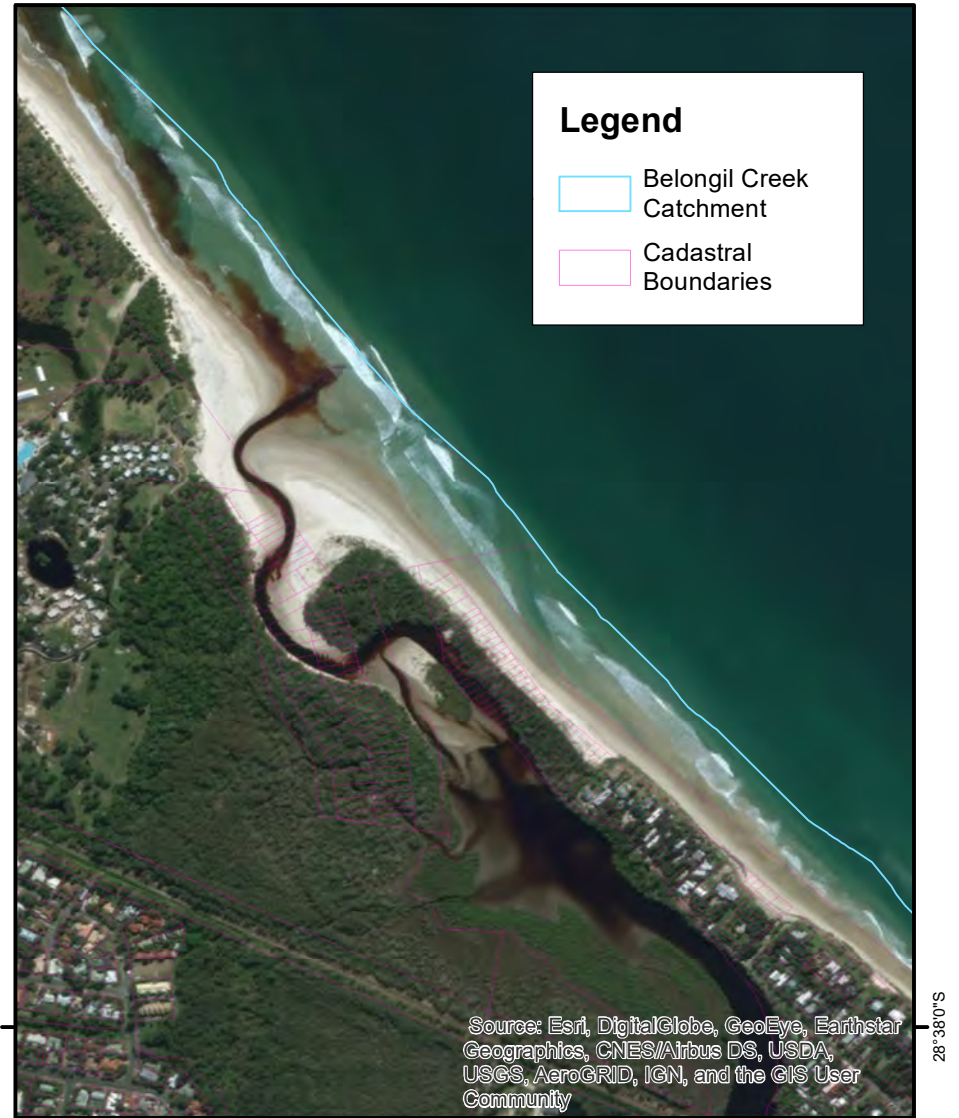 Legend
Belongil Creek
Catchment
Cadastral
Boundaries
Source: Esri, DigitalGlobe, GeoEye, Earthstar
Geographics, CNES/Airbus DS, USDA,
USGS, AeroGRID, IGN, and the GIS User
Community
28°38'0"S